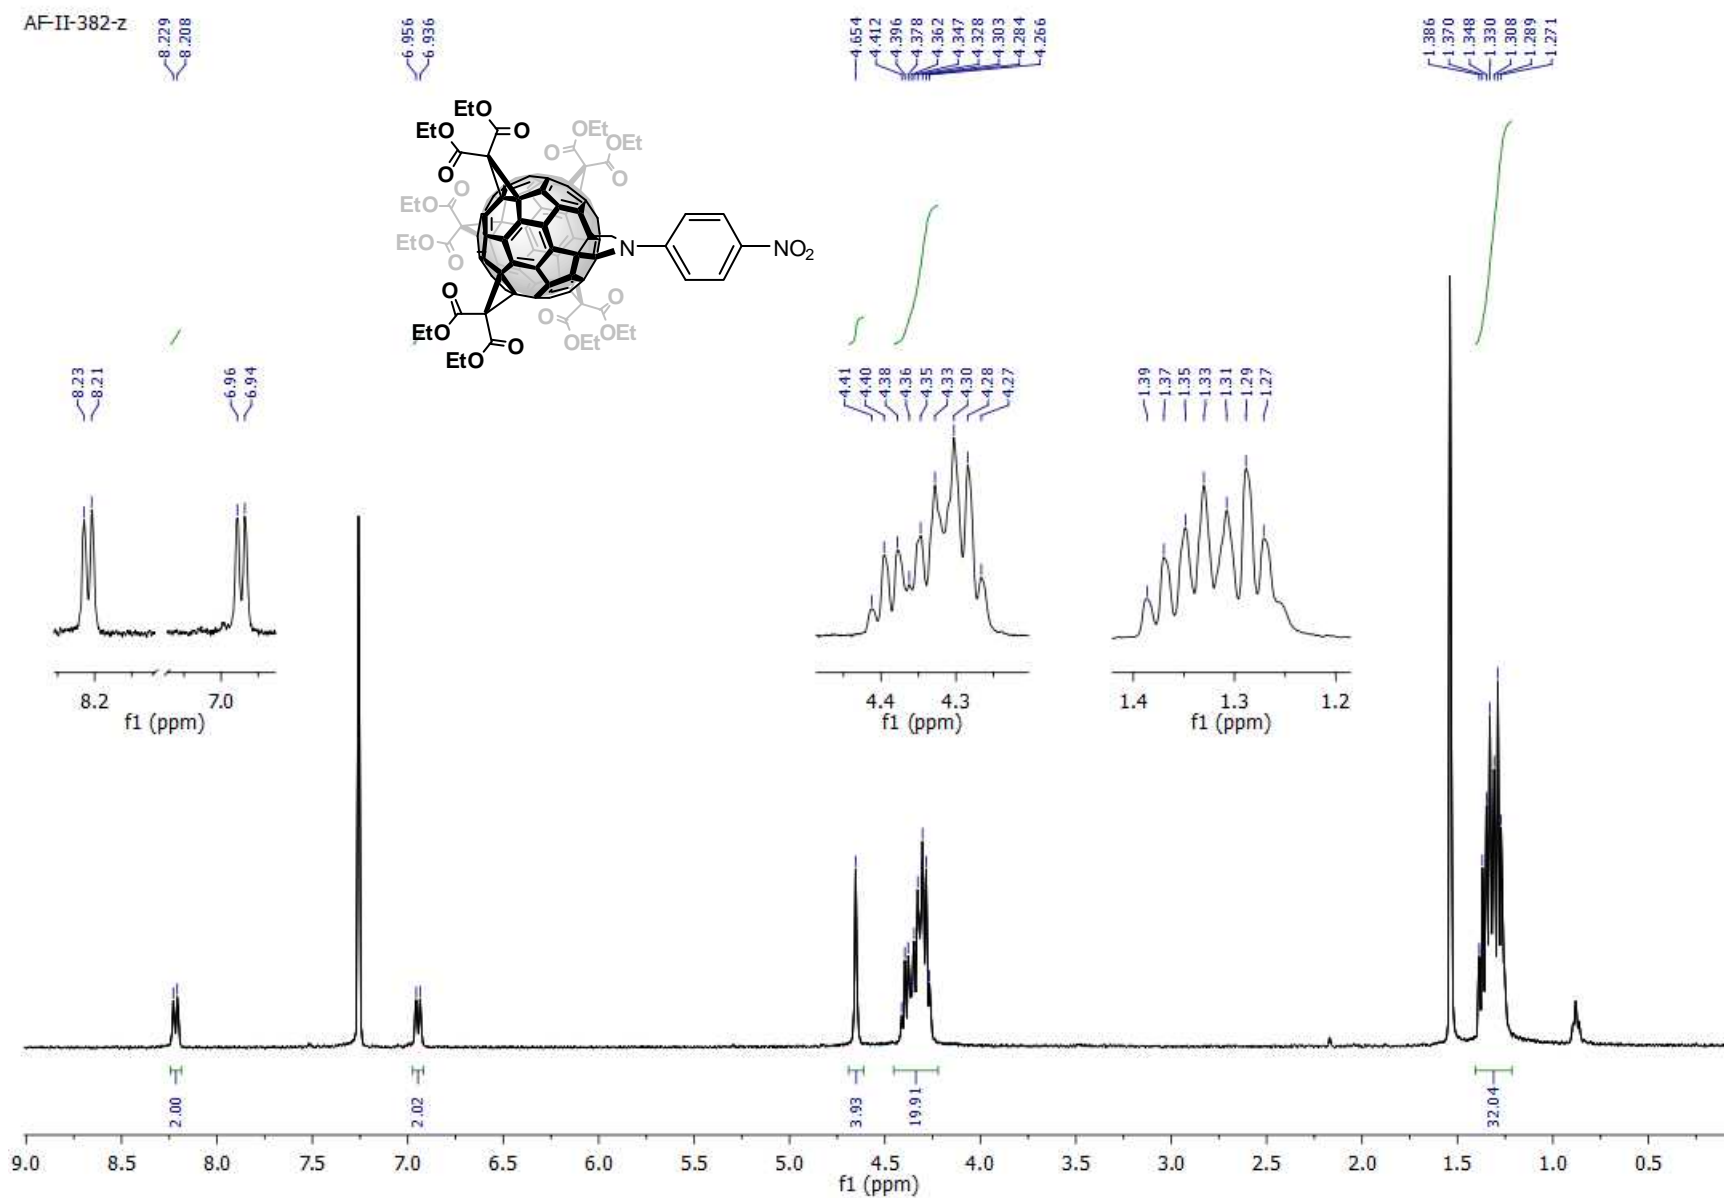 AF-II-382-z
8.229
8.208
6.956
6.936
4.654
4.412
4.396
4.378
4.362
4.347
4.328
4.303
4.284
4.266
1.386
1.370
1.348
1.330
1.308
1.289
1.271
EtO
EtO
O
O
OEt
OEt
O
O
EtO
O
EtO
O
N
NO2
O
EtO
EtO
O
O
O
OEt
OEt
8.23
8.21
6.96
6.94
4.41
4.40
4.38
4.36
4.35
4.33
4.30
4.28
4.27
1.39
1.37
1.35
1.33
1.31
1.29
1.27
8.2 7.0
f1 (ppm)
4.4 4.3
f1 (ppm)
1.4 1.3 1.2
f1 (ppm)
2.00
2.02
3.93
19.91
32.04
9.0 8.5 8.0 7.5 7.0 6.5 6.0 5.5 5.0 4.5 4.0 3.5 3.0 2.5 2.0 1.5 1.0 0.5
f1 (ppm)